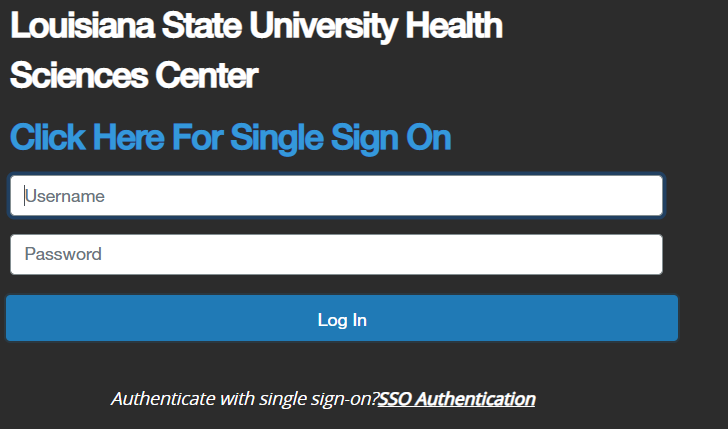 Louisiana State University Health
Sciences Center
Click Here For Single Sign On
Username
Password
Log In
Authenticate with single sign-on?SSO Authentication